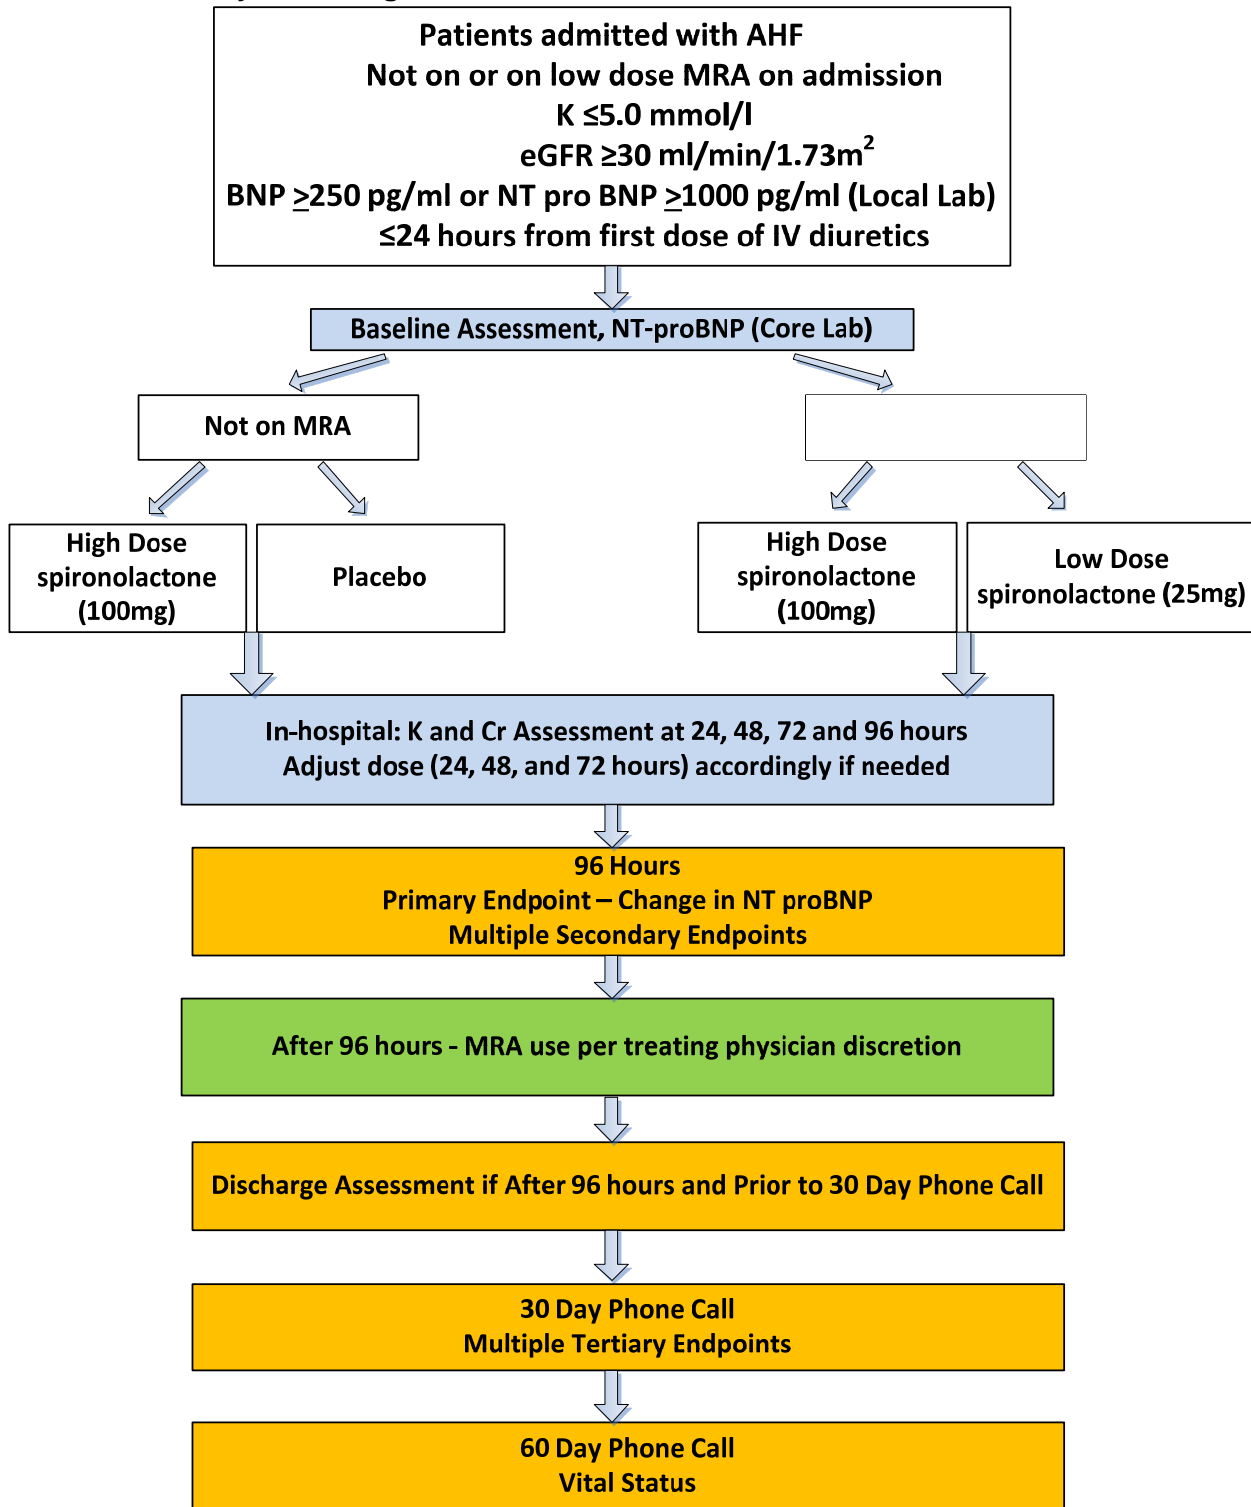 Patients admitted with AHF
Not on or on low dose MRA on admission
K ≤5.0 mmol/l
eGFR ≥30 ml/min/1.73m²
BNP ≥250 pg/ml or NT pro BNP ≥1000 pg/ml (Local Lab)
≤24 hours from first dose of IV diuretics
Baseline Assessment, NT-proBNP (Core Lab)
Not on MRA
High Dose
spironolactone
(100mg)
Placebo
High Dose
spironolactone
(100mg)
Low Dose
spironolactone (25mg)
In-hospital: K and Cr Assessment at 24, 48, 72 and 96 hours
Adjust dose (24, 48, and 72 hours) accordingly if needed
96 Hours
Primary Endpoint – Change in NT proBNP
Multiple Secondary Endpoints
After 96 hours - MRA use per treating physician discretion
Discharge Assessment if After 96 hours and Prior to 30 Day Phone Call
30 Day Phone Call
Multiple Tertiary Endpoints
60 Day Phone Call
Vital Status